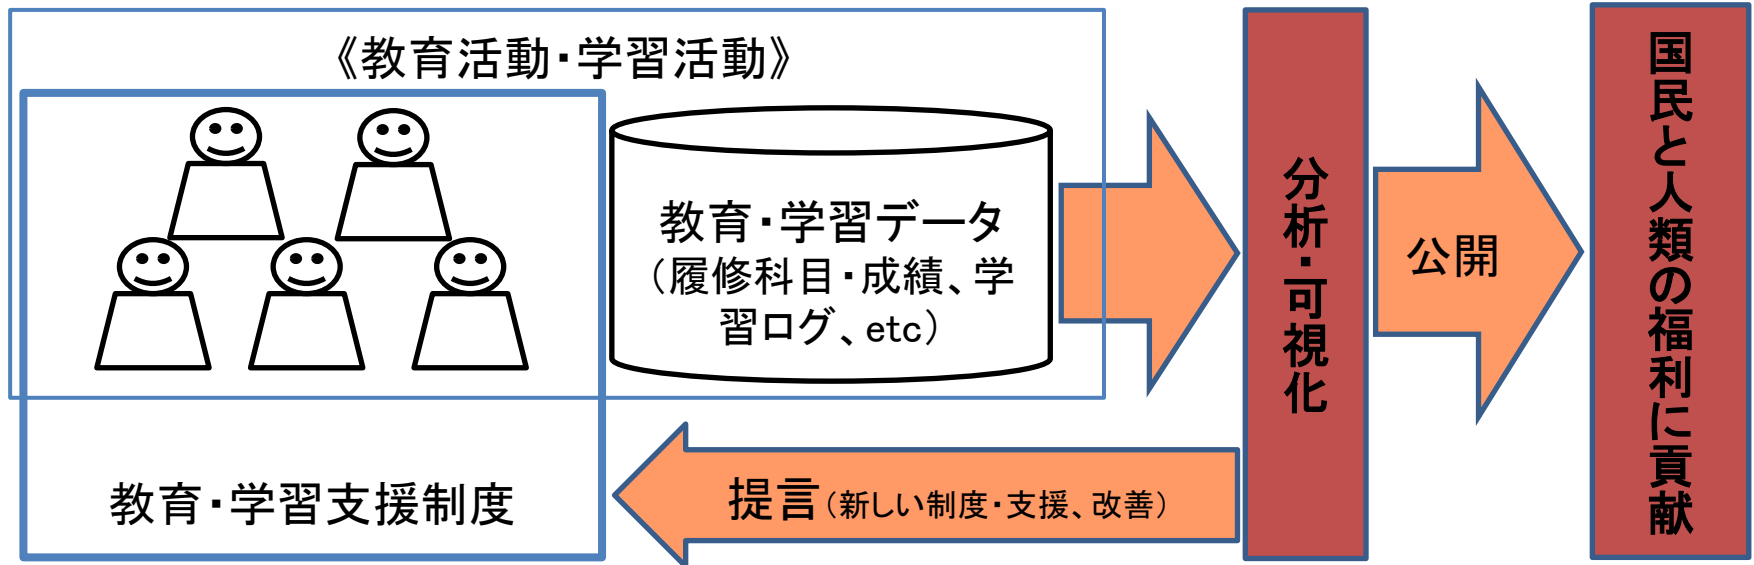 《教育活動・学習活動》
教育・学習データ
（履修科目・成績、学
習ログ、etc）
教育・学習支援制度
提言（新しい制度・支援、改善）
分析・可視化
公開
国民と人類の福利に貢献